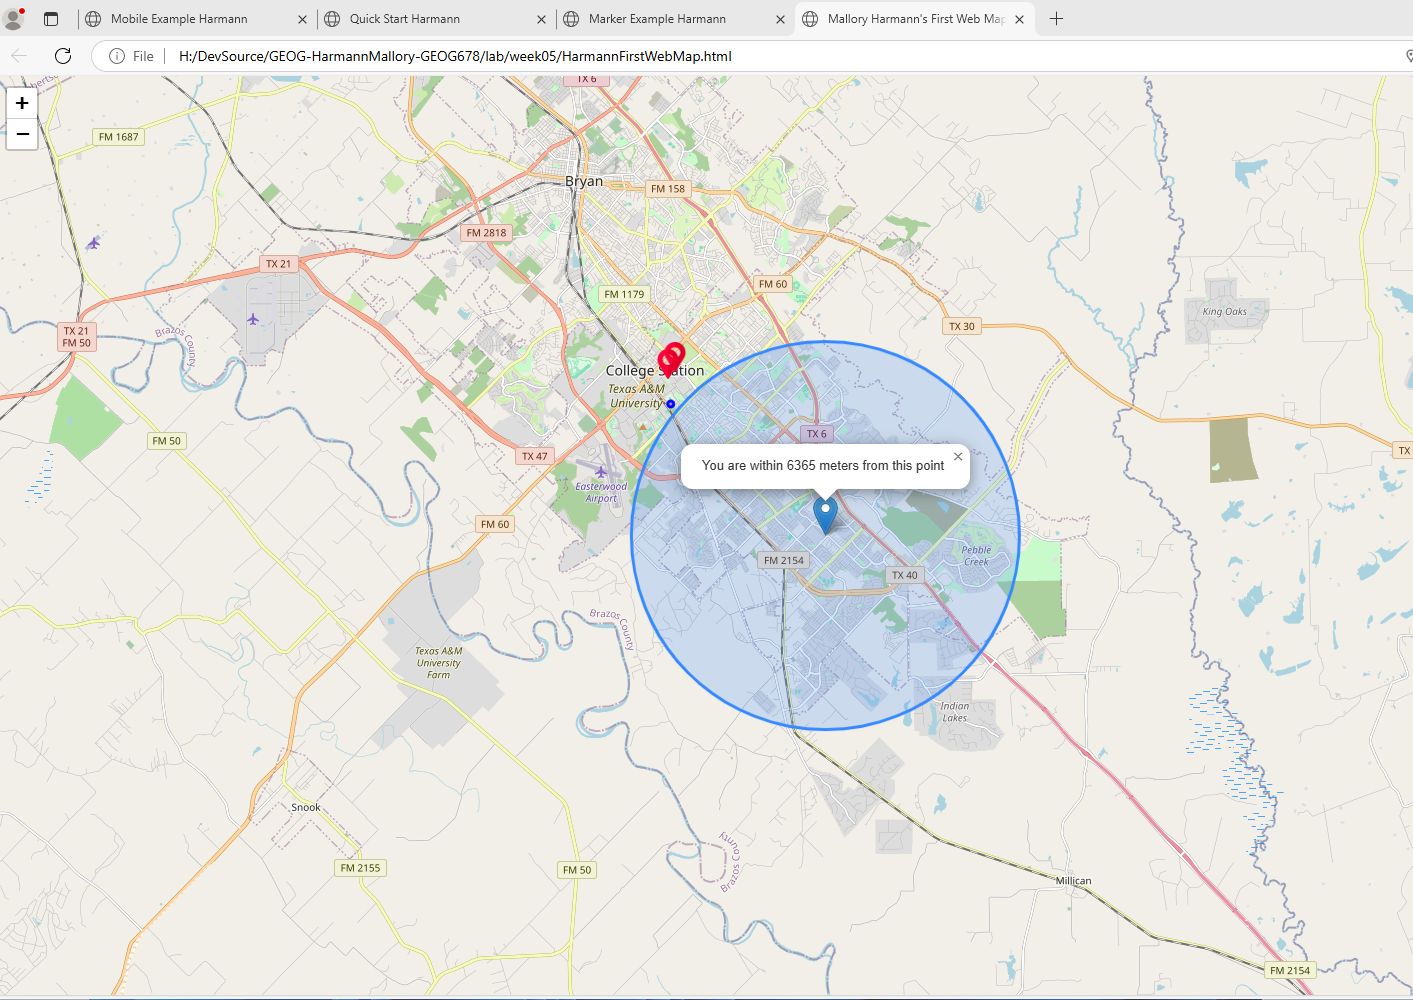 Mobile Example Harmann
Quick Start Harmann
Marker Example Harmann
Mallory Harmann's First Web Map
File
H:/DevSource/GEOG-HarmannMallory-GEOG678/lab/week05/HarmannFirstWebMap.html
+
−
TX 6
FM 1687
Bryan
FM 158
FM 2818
TX 21
FM 60
FM 1179
King Oaks
TX 30
TX 21
FM 50
Brazos
County
College Station
Texas A&M
University
TX 6
FM 50
TX 47
TX
You are within 6365 meters from this point
Easterwood
Airport
FM 60
FM 2154
Pebble
Creek
TX 40
Brazos
County
Texas A&M
University
Farm
Indian
Lakes
Snook
FM 2155
FM 50
Brazos County
Millican
FM 2154